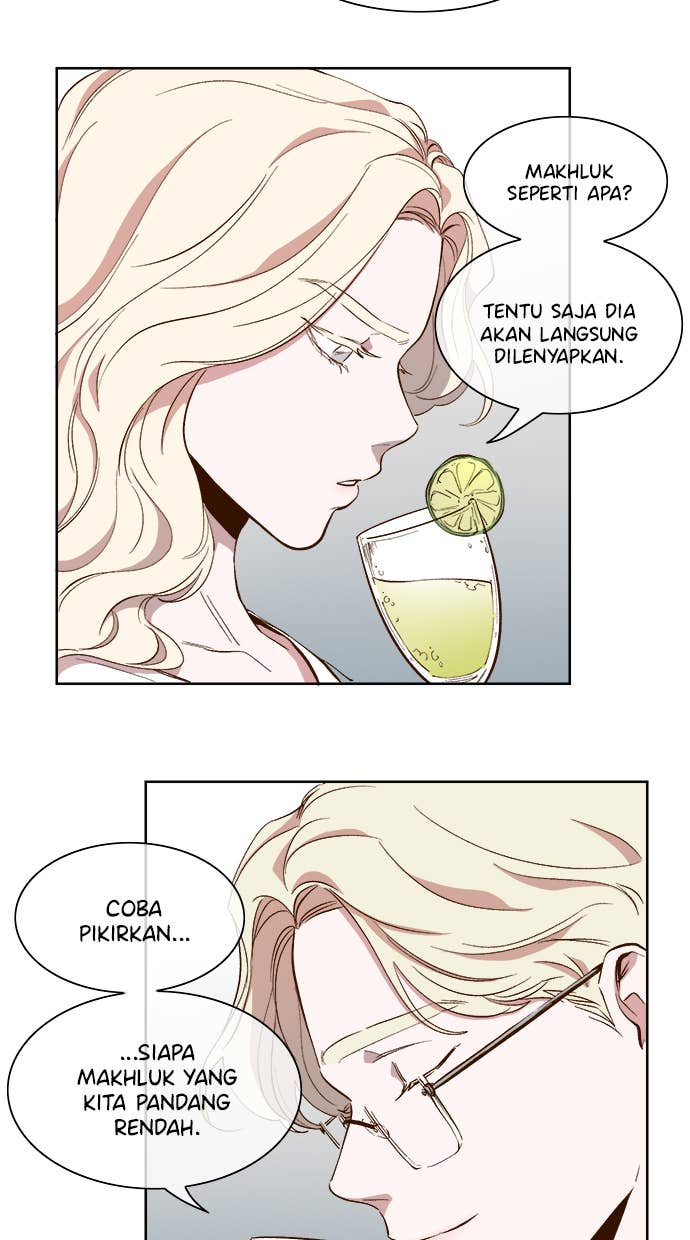 MAKHLUK
SEPERTI APA?
TENTU SAJA DIA
AKAN LANGSUNG
DILENYAPKAN.
COBA
PIKIRKAN...
...SIAPA
MAKHLUK YANG
KITA PANDANG
RENDAH.